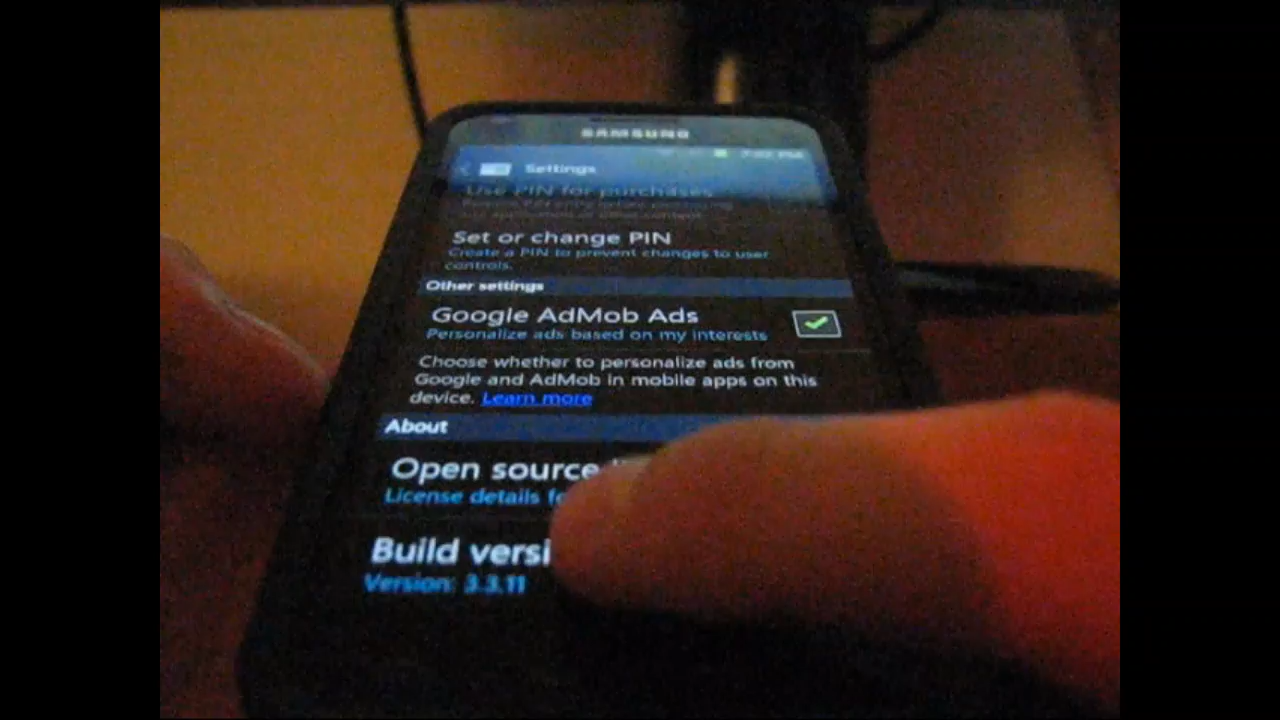 SAMSUNG
Settings
Use PIN for purchases
Set or change PIN
Create a PIN to prevent changes to user
controls.
Other settings
Google AdMob Ads
Personalize ads based on my interests
Choose whether to personalize ads from
Google and AdMob in mobile apps on this
device. Learn more
About
Open source
License details
Build versi
Version: 3.3.11